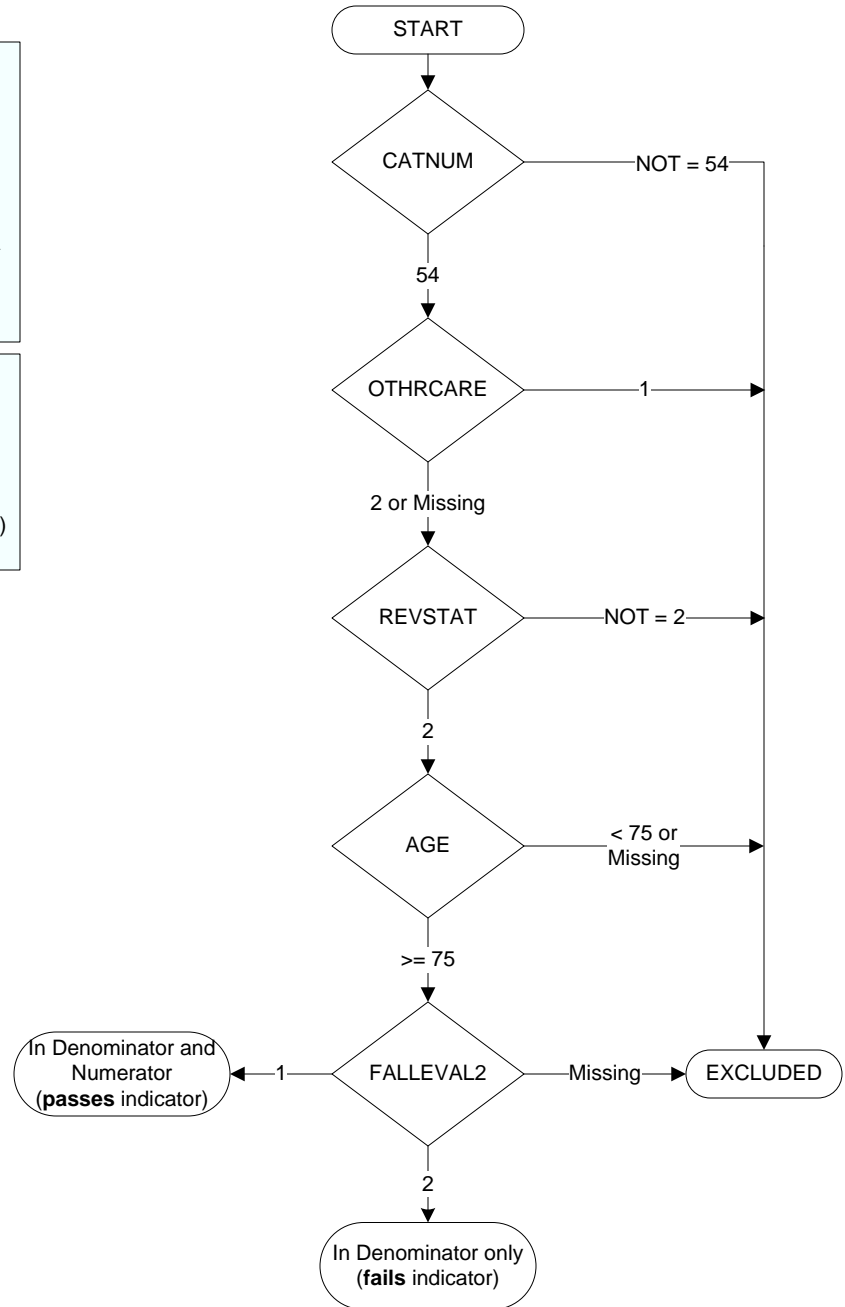 START
CATNUM
NOT = 54
54
OTHRCARE
1
2 or Missing
REVSTAT
NOT = 2
2
AGE
< 75 or
Missing
>= 75
)
In Denominator and
Numerator
(passes indicator)
1
FALLEVAL2
Missing
EXCLUDED
2
In Denominator only
(fails indicator)